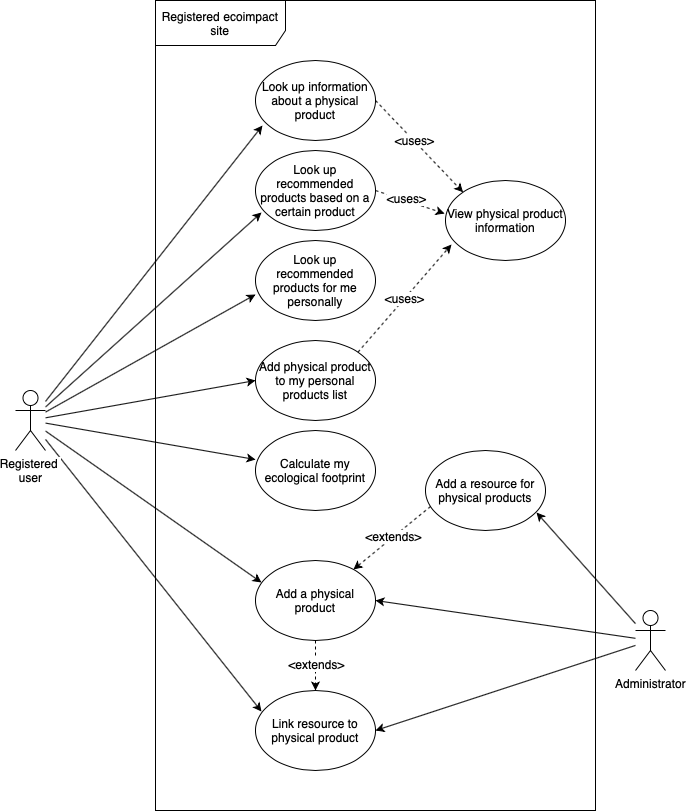 Registered ecoimpact
site
Look up information
about a physical
product
<uses>
Look up
recommended
products based on a
certain product
<uses>
View physical product
information
Look up
recommended
products for me
personally
<uses>
Add physical product
to my personal
products list
Registered
user
Calculate my
ecological footprint
Add a resource for
physical products
<extends>
Add a physical
product
<extends>
Administrator
Link resource to
physical product